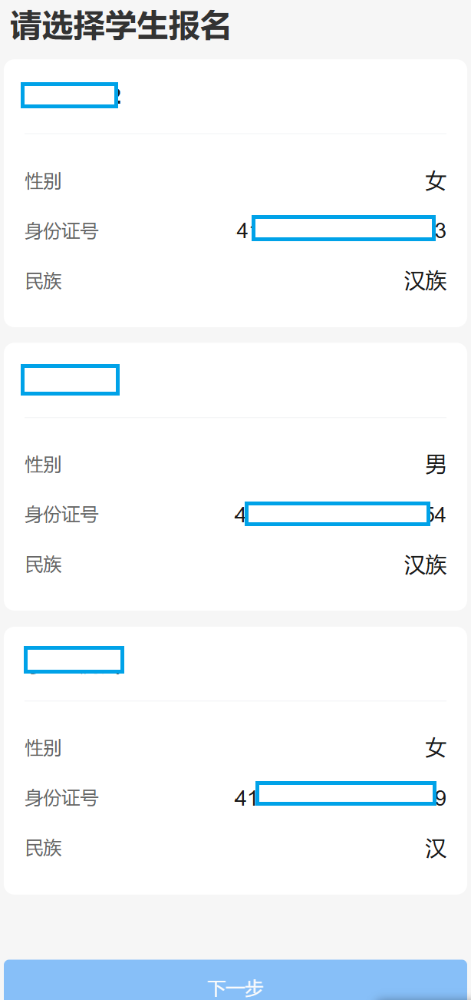 请选择学生报名
性别 女
身份证号 41 3
民族 汉族
性别 男
身份证号 4 54
民族 汉族
性别 女
身份证号 41 9
民族 汉
下一步